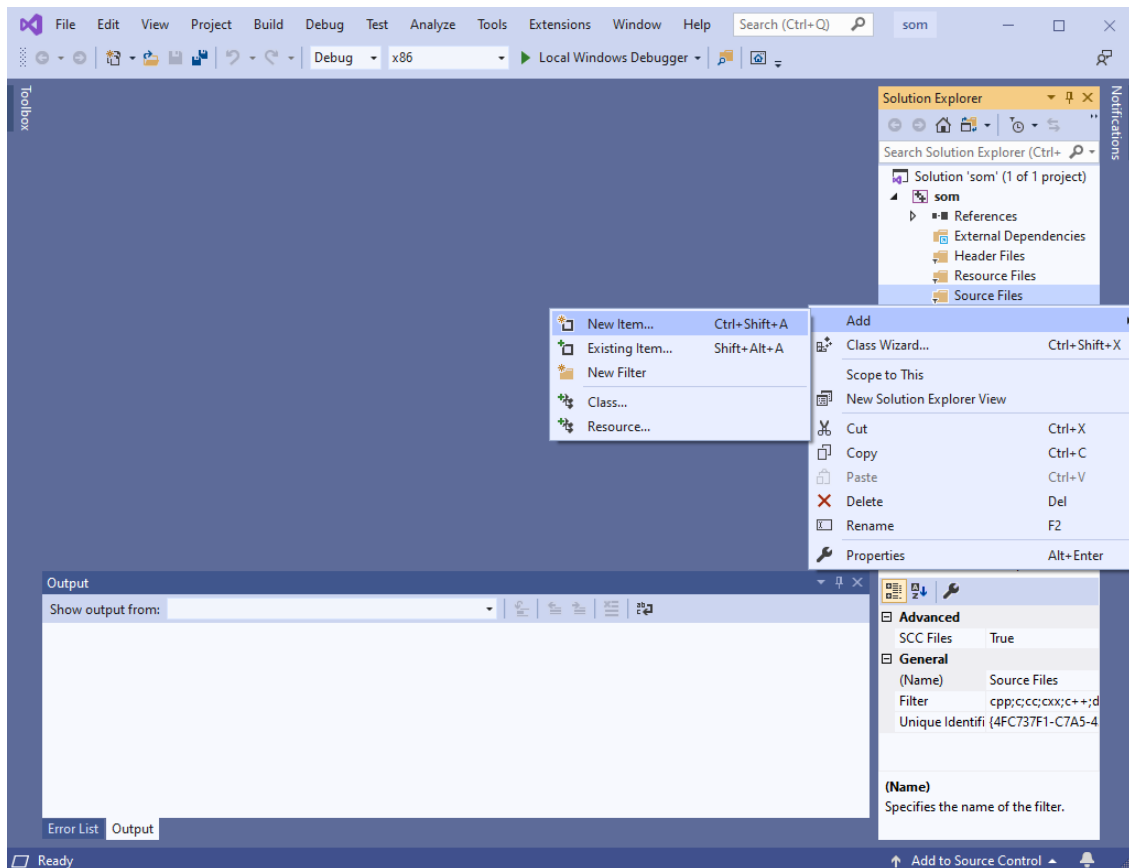 File Edit View Project Build Debug Test Analyze Tools Extensions Window Help Search (Ctrl+Q) som
Debug x86 Local Windows Debugger
Toolbox
Notifications
Solution Explorer
Search Solution Explorer (Ctrl+
Solution 'som' (1 of 1 project)
som
References
External Dependencies
Header Files
Resource Files
Source Files
New Item... Ctrl+Shift+A
Existing Item... Shift+Alt+A
New Filter
Class...
Resource...
Add
Class Wizard... Ctrl+Shift+X
Scope to This
New Solution Explorer View
Cut Ctrl+X
Copy Ctrl+C
Paste Ctrl+V
Delete Del
Rename F2
Properties Alt+Enter
Output
Show output from:
Advanced
SCC Files True
General
(Name) Source Files
Filter cpp;c;cc;cxx;c++;d
Unique Identifi {4FC737F1-C7A5-4
(Name)
Specifies the name of the filter.
Error List Output
Ready Add to Source Control